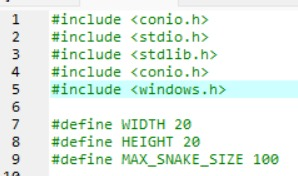 1 #include <conio.h>
2 #include <stdio.h>
3 #include <stdlib.h>
4 #include <conio.h>
5 #include <windows.h>
6
7 #define WIDTH 20
8 #define HEIGHT 20
9 #define MAX_SNAKE_SIZE 100
10